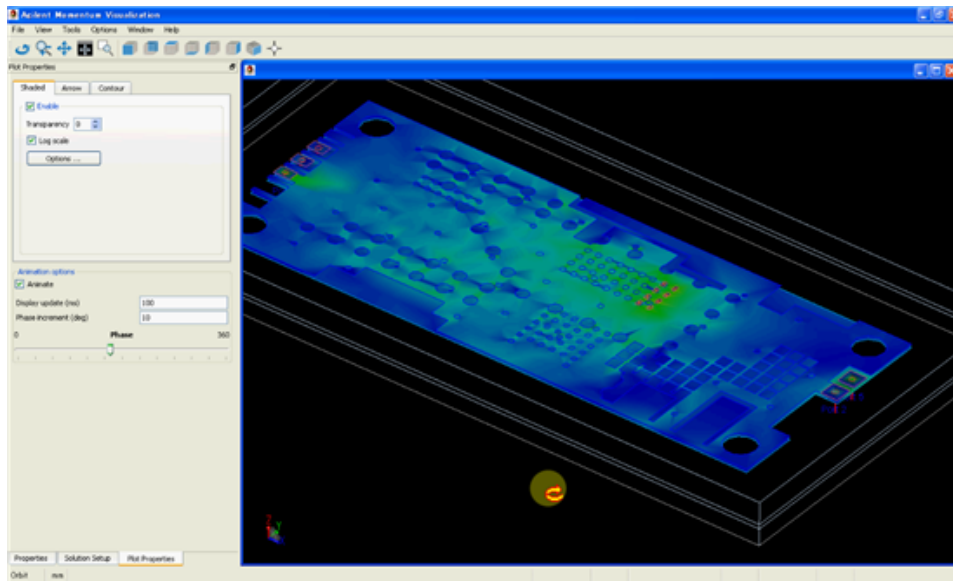 Agilent Momentum Visualization
File View Tools Options Window Help
Plot Properties
Shaded Arrow Contour
Enable
Transparency 0
Log scale
Options ...
Animation options
Animate
Display update (ms) 100
Phase increment (deg) 10
0 Phase 360
Properties Solution Setup Plot Properties
Orbit mm